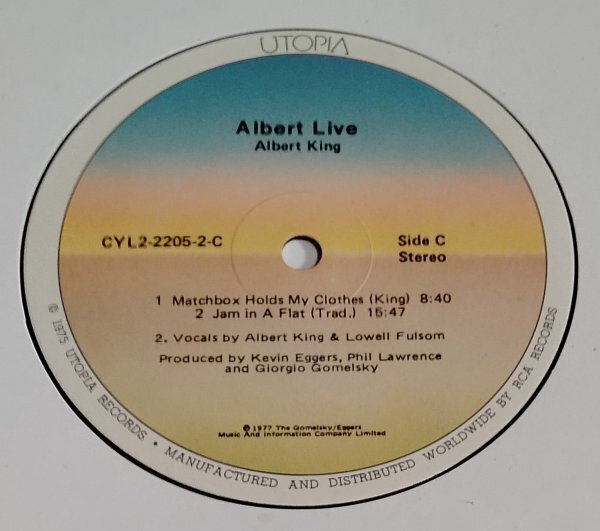 UTOPIA
Albert Live
Albert King
CYL2-2205-2-C
Side C
Stereo
1 Matchbox Holds My Clothes (King) 8:40
2 Jam in A Flat (Trad.) 15:47
2. Vocals by Albert King & Lowell Fulsom
Produced by Kevin Eggers, Phil Lawrence
and Giorgio Gomelsky
℗ 1977 The Gomelsky/Eggers
Music And Information Company Limited
© 1975 UTOPIA RECORDS • MANUFACTURED AND DISTRIBUTED WORLDWIDE BY RCA RECORDS